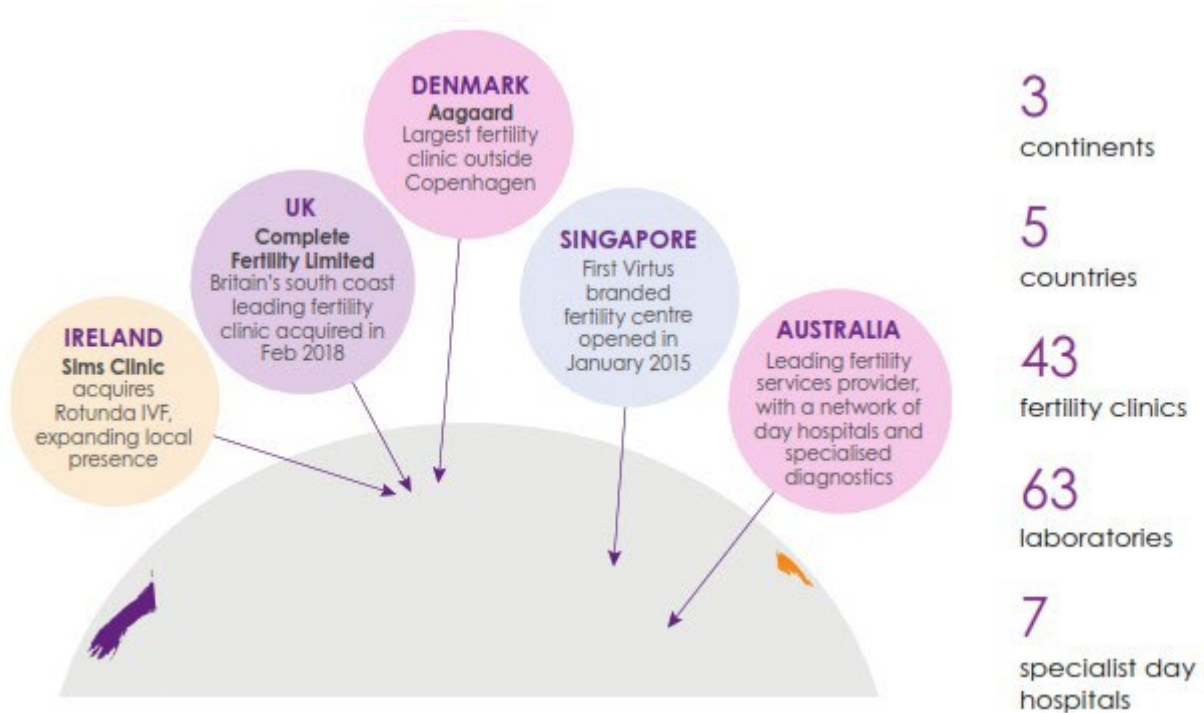 DENMARK
Aagaard
Largest fertility
clinic outside
Copenhagen
UK
Complete
Fertility Limited
Britain's south coast
leading fertility
clinic acquired in
Feb 2018
SINGAPORE
First Virtus
branded
fertility centre
opened in
January 2015
IRELAND
Sims Clinic
acquires
Rotunda IVF,
expanding local
presence
AUSTRALIA
Leading fertility
services provider,
with a network of
day hospitals and
specialised
diagnostics
3
continents
5
countries
43
fertility clinics
63
laboratories
7
specialist day
hospitals